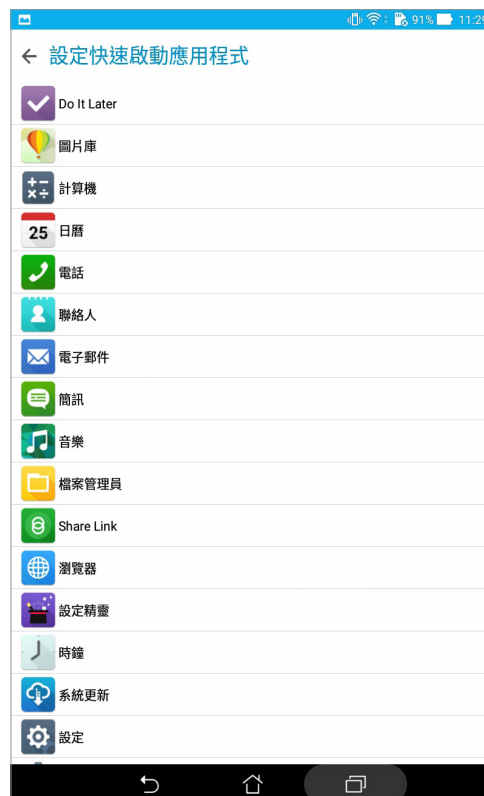 91% 11:29
設定快速啟動應用程式
Do It Later
圖片庫
計算機
25 日曆
電話
聯絡人
電子郵件
簡訊
音樂
檔案管理員
Share Link
瀏覽器
設定精靈
時鐘
系統更新
設定